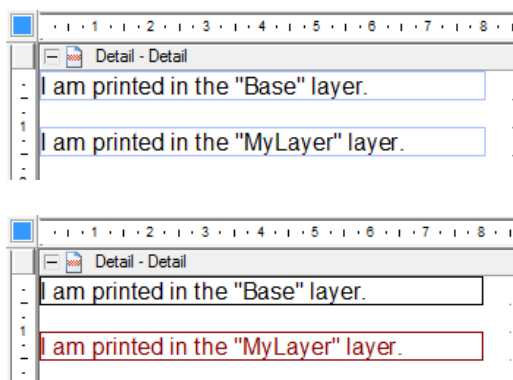 1 2 3 4 5 6 7 8
Detail - Detail
I am printed in the "Base" layer.
1
I am printed in the "MyLayer" layer.
1 2 3 4 5 6 7 8
Detail - Detail
I am printed in the "Base" layer.
1
I am printed in the "MyLayer" layer.